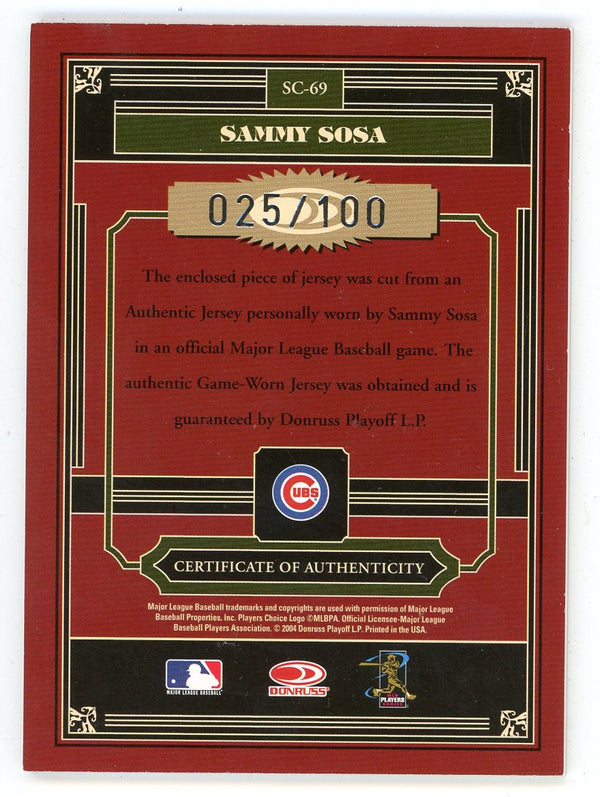 SC-69
SAMMY SOSA
025/100
The enclosed piece of jersey was cut from an
Authentic Jersey personally worn by Sammy Sosa
in an official Major League Baseball game. The
authentic Game-Worn Jersey was obtained and is
guaranteed by Donruss Playoff L.P.
CUBS
CERTIFICATE OF AUTHENTICITY
Major League Baseball trademarks and copyrights are used with permission of Major League
Baseball Properties, Inc. Players Choice Logo ©MLBPA. Official Licensee-Major League
Baseball Players Association. © 2004 Donruss Playoff L.P. Printed in the USA.
MAJOR LEAGUE BASEBALL
DONRUSS
PLAYERS
CHOICE